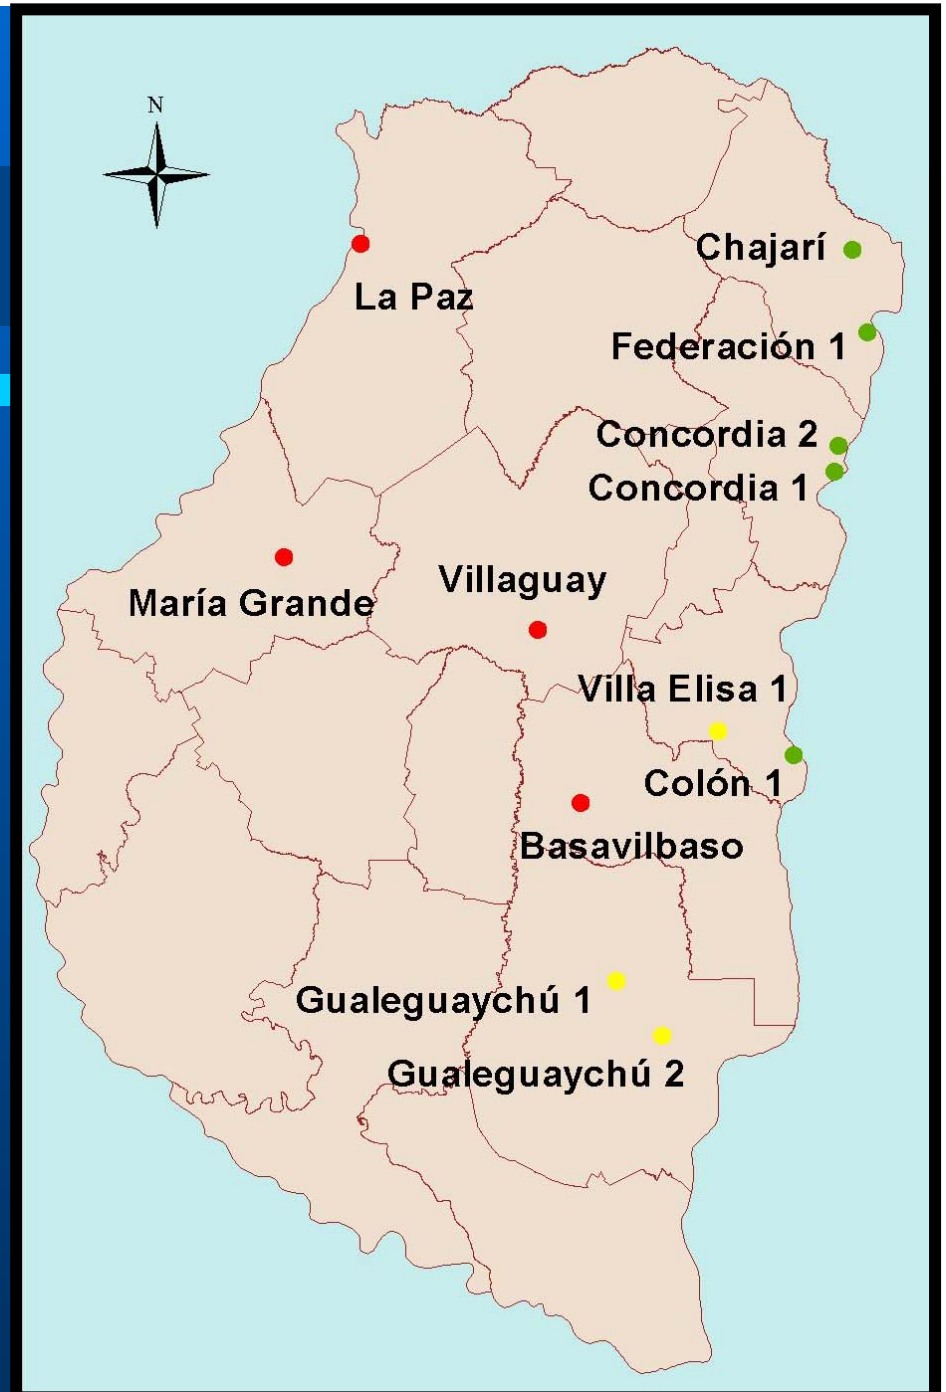 N
Chajarí
La Paz
Federación 1
Concordia 2
Concordia 1
Villaguay
María Grande
Villa Elisa 1
Colón 1
Basavilbaso
Gualeguaychú 1
Gualeguaychú 2